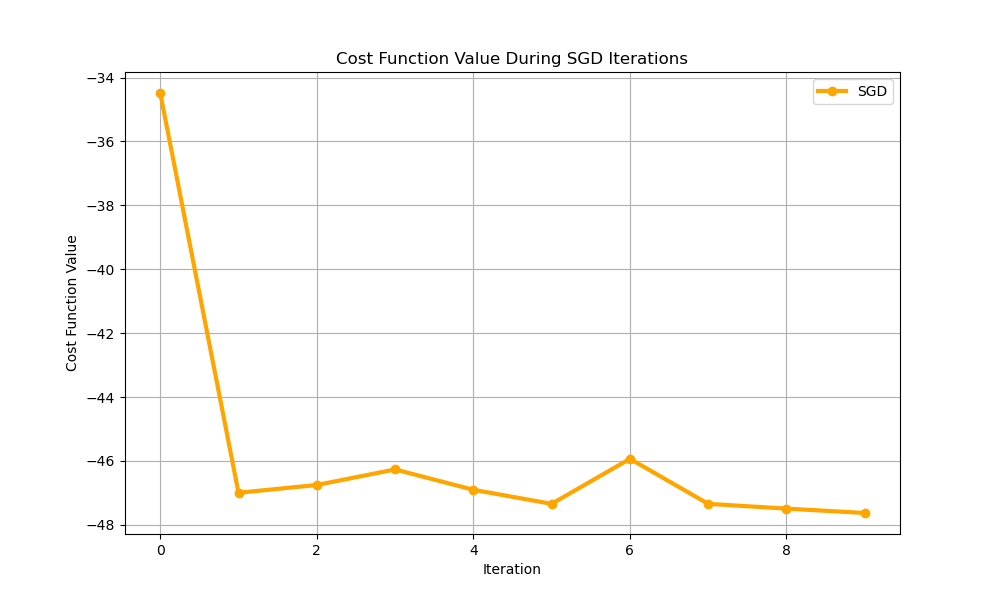 Cost Function Value During SGD Iterations
SGD
Cost Function Value
−34
−36
−38
−40
−42
−44
−46
−48
0 2 4 6 8
Iteration